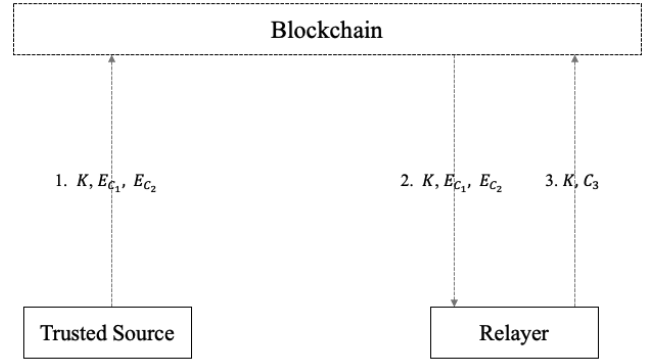 Blockchain
1. K, E_{C_1}, E_{C_2}
2. K, E_{C_1}, E_{C_2}
3. K, C_3
Trusted Source
Relayer